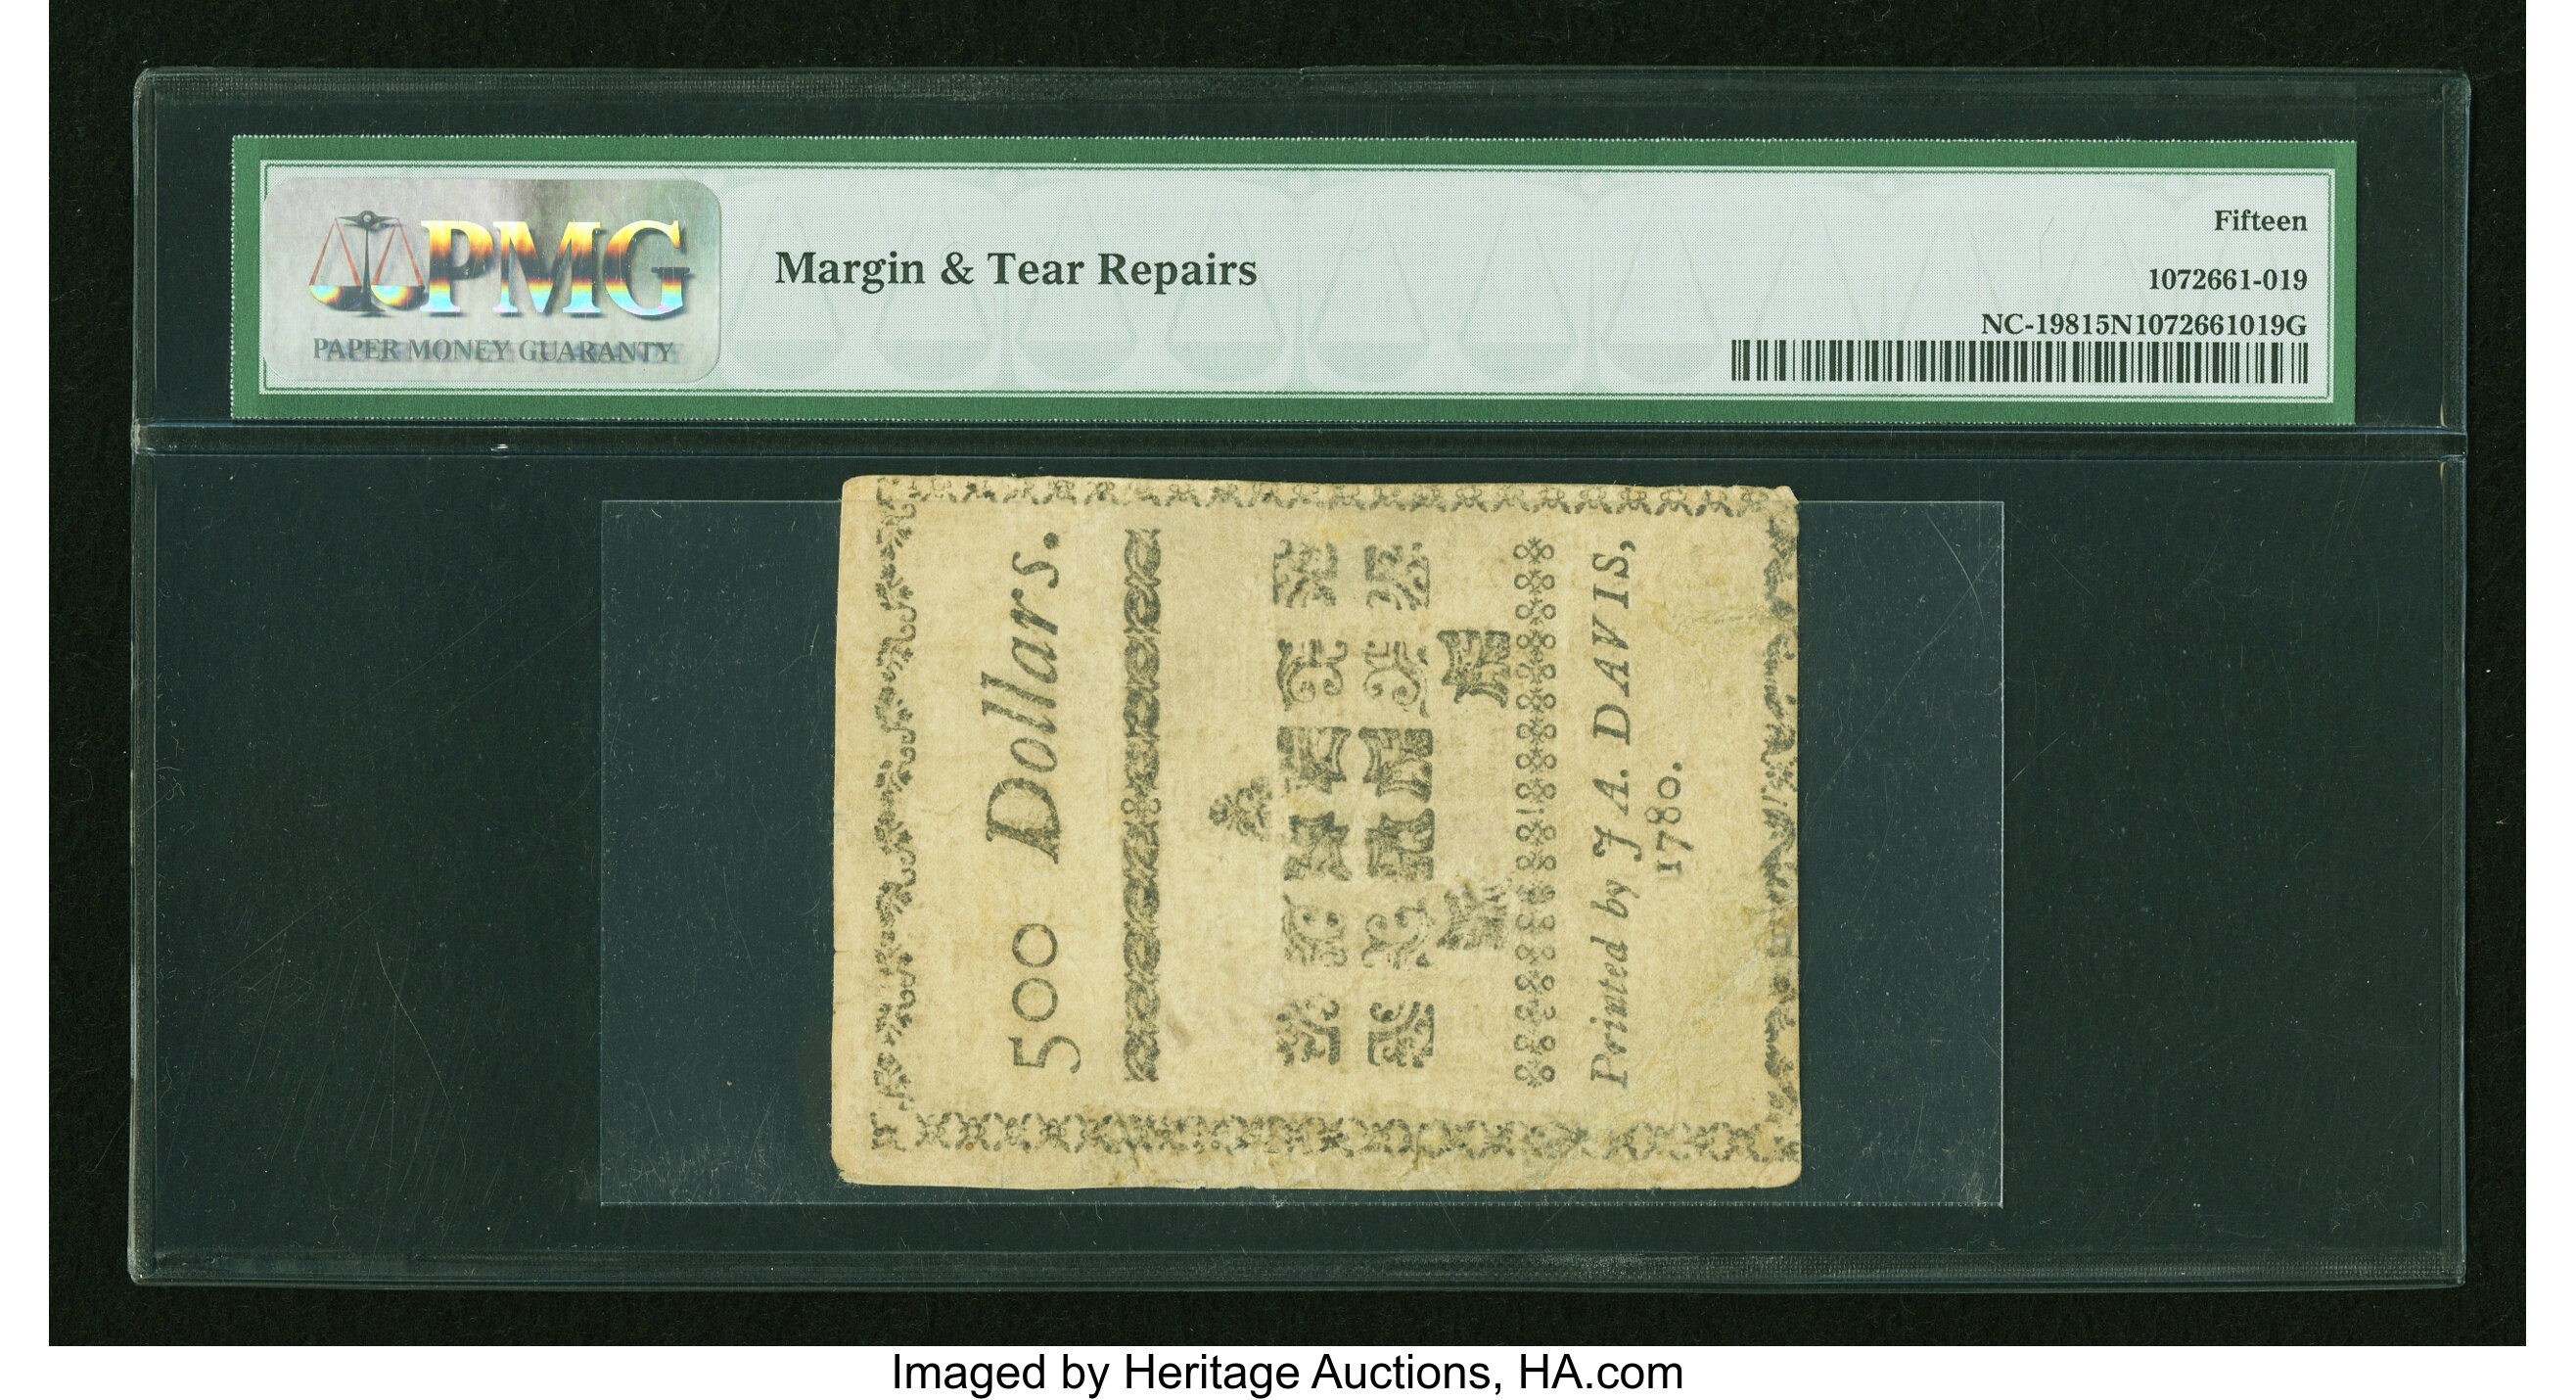 PMG
PAPER MONEY GUARANTY
Margin & Tear Repairs
Fifteen
1072661-019
NC-19815N1072661019G
500 Dollars.
Printed by J A. DAVIS,
1780.
Imaged by Heritage Auctions, HA.com